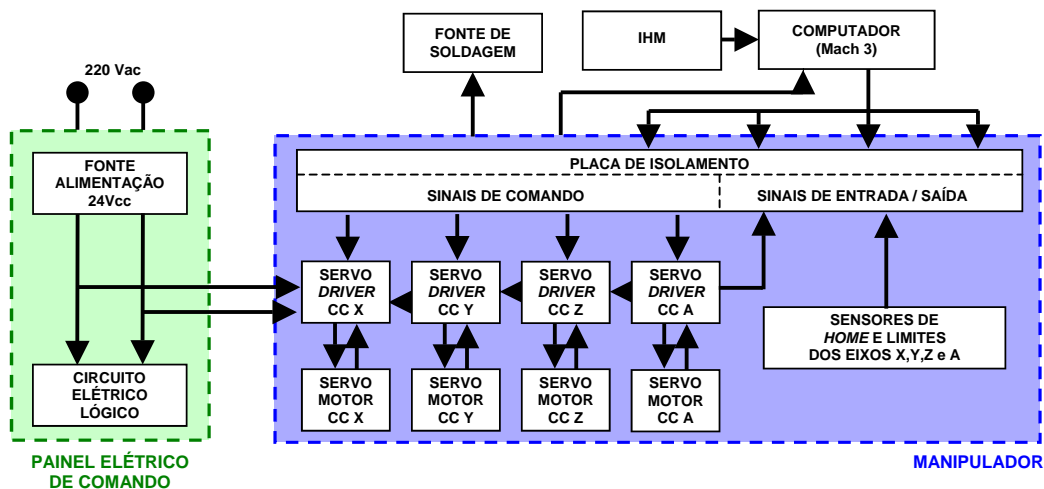 FONTE DE
SOLDAGEM
IHM
COMPUTADOR
(Mach 3)
220 Vac
FONTE
ALIMENTAÇÃO
24Vcc
PLACA DE ISOLAMENTO
SINAIS DE COMANDO
SINAIS DE ENTRADA / SAÍDA
SERVO
DRIVER
CC X
SERVO
DRIVER
CC Y
SERVO
DRIVER
CC Z
SERVO
DRIVER
CC A
SENSORES DE
HOME E LIMITES
DOS EIXOS X,Y,Z e A
CIRCUITO
ELÉTRICO
LÓGICO
SERVO
MOTOR
CC X
SERVO
MOTOR
CC Y
SERVO
MOTOR
CC Z
SERVO
MOTOR
CC A
PAINEL ELÉTRICO
DE COMANDO
MANIPULADOR